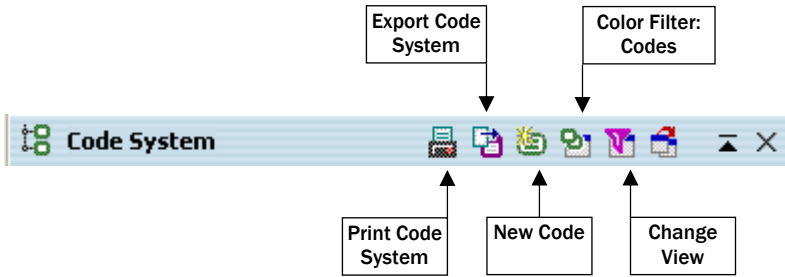 Export Code
System
Color Filter:
Codes
Code System
Print Code
System
New Code
Change
View